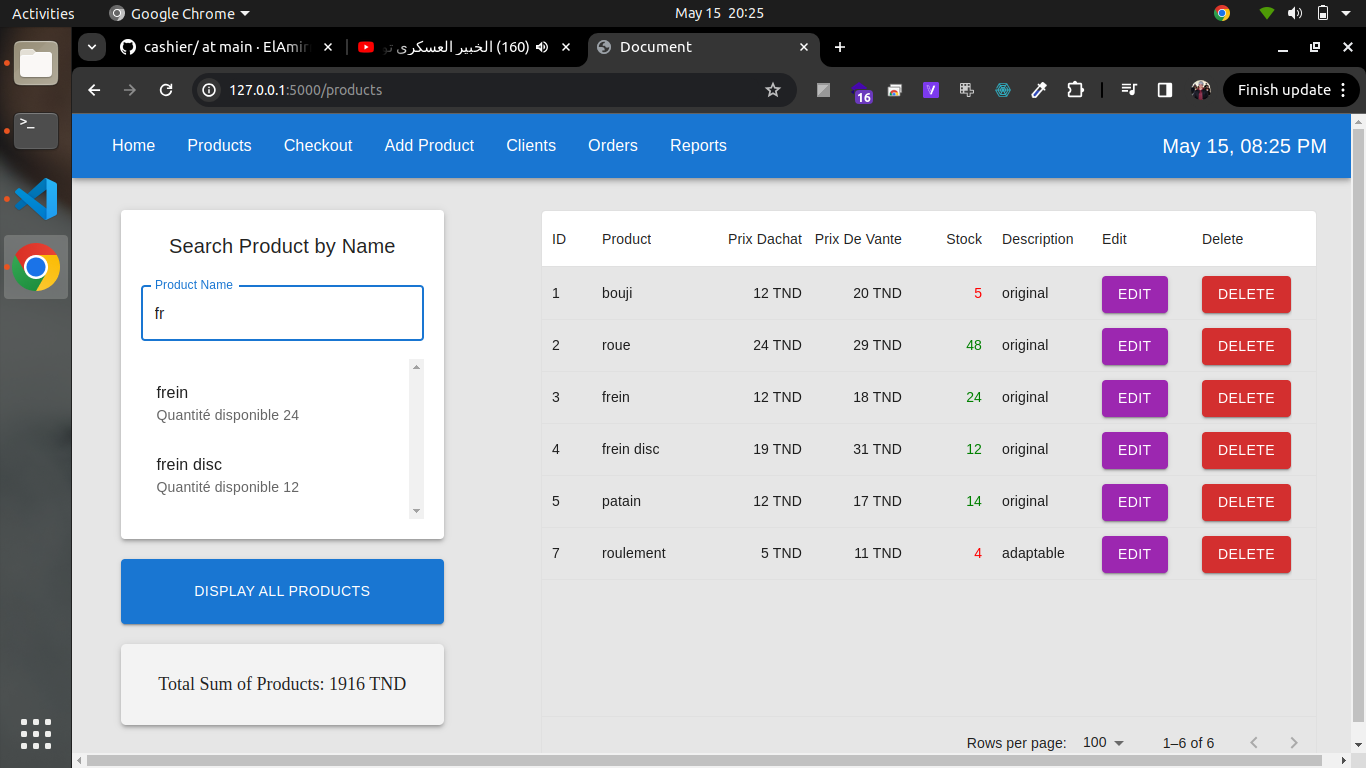 Activities
Google Chrome
May 15 20:25
cashier/ at main · ElAmir
(160) الخبير العسكري
Document
127.0.0.1:5000/products
16
Finish update
Home
Products
Checkout
Add Product
Clients
Orders
Reports
May 15, 08:25 PM
Search Product by Name
Product Name
fr
frein
Quantité disponible 24
frein disc
Quantité disponible 12
DISPLAY ALL PRODUCTS
Total Sum of Products: 1916 TND
ID Product Prix Dachat Prix De Vante Stock Description Edit Delete
1 bouji 12 TND 20 TND 5 original EDIT DELETE
2 roue 24 TND 29 TND 48 original EDIT DELETE
3 frein 12 TND 18 TND 24 original EDIT DELETE
4 frein disc 19 TND 31 TND 12 original EDIT DELETE
5 patain 12 TND 17 TND 14 original EDIT DELETE
7 roulement 5 TND 11 TND 4 adaptable EDIT DELETE
Rows per page: 100 1–6 of 6